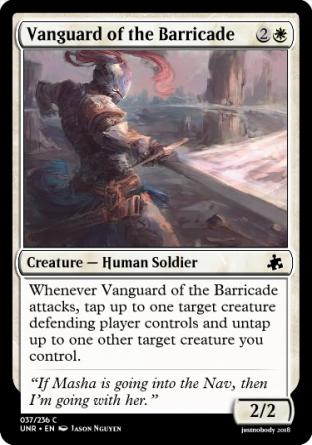 Vanguard of the Barricade 2
Creature — Human Soldier
Whenever Vanguard of the Barricade
attacks, tap up to one target creature
defending player controls and untap
up to one other target creature you
control.
“If Masha is going into the Nav, then
I’m going with her.”
2/2
037/236 C
UNR • EN Jason Nguyen
justnobody 2018